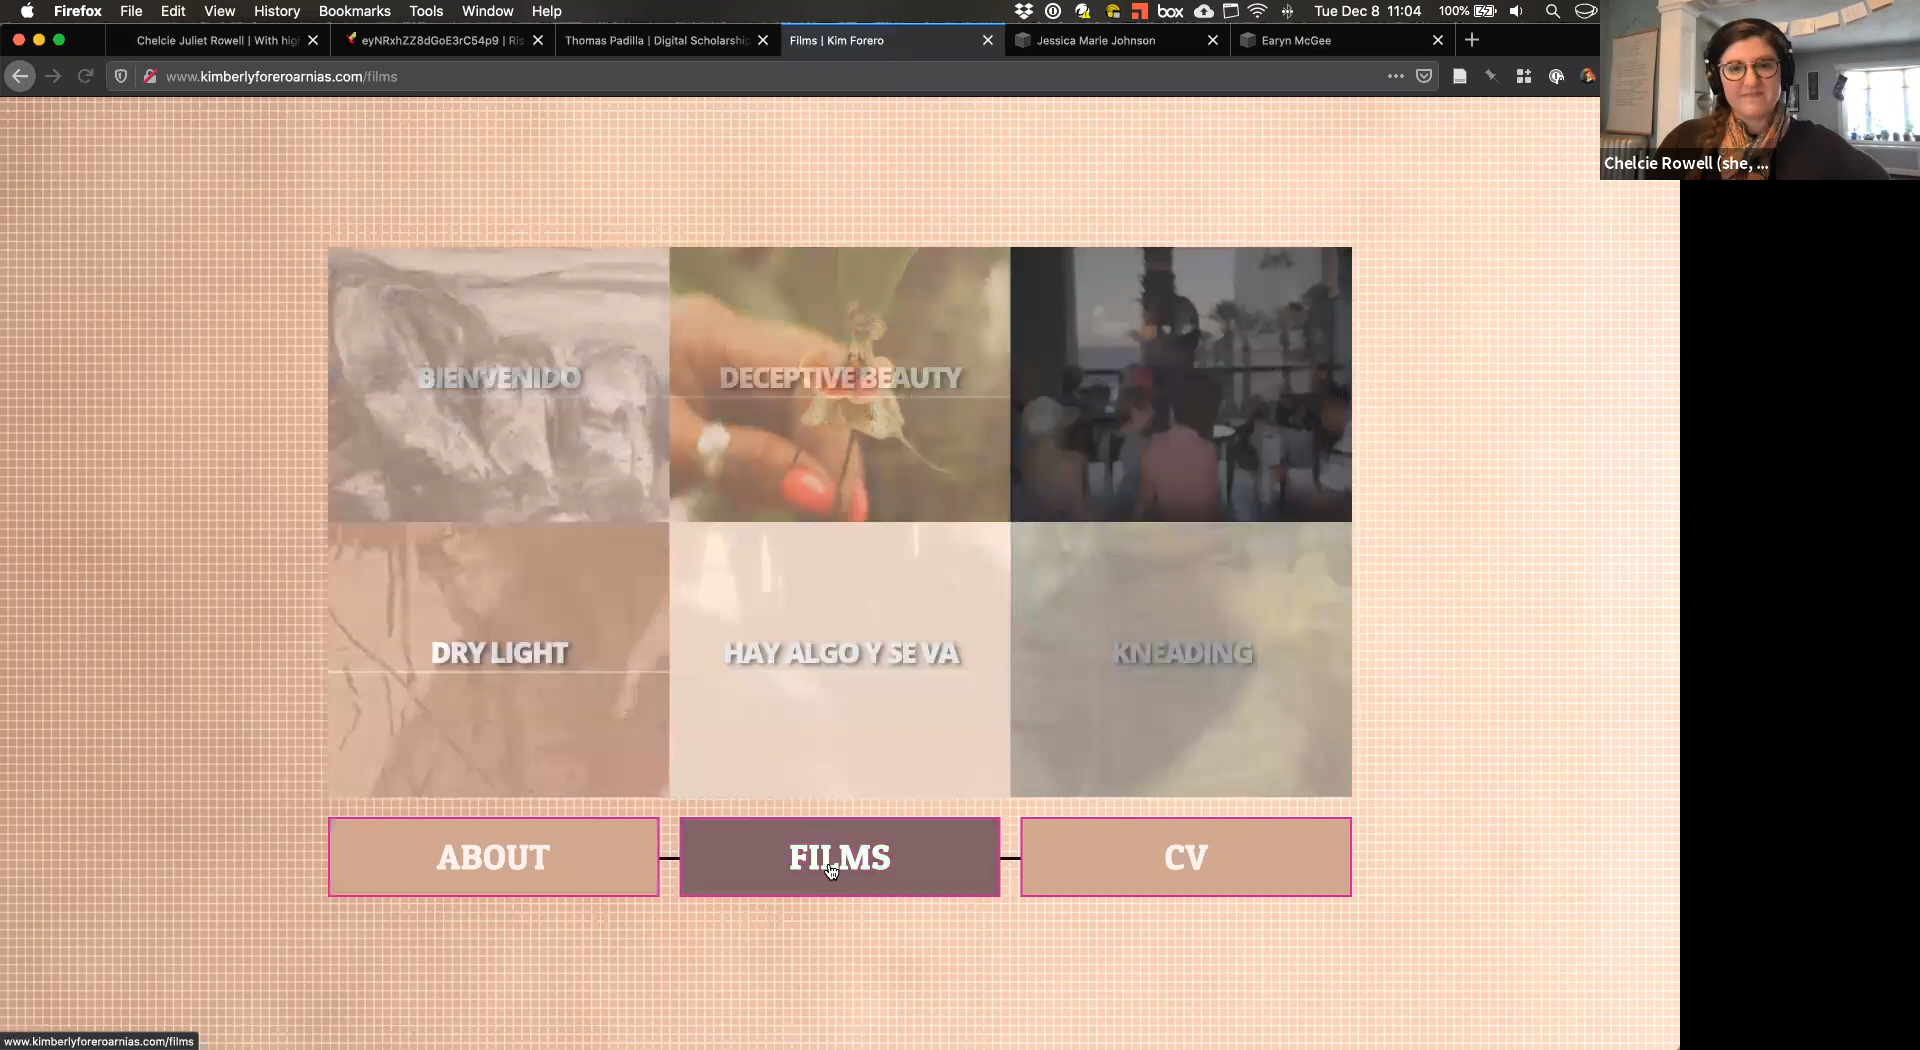 Firefox File Edit View History Bookmarks Tools Window Help box Tue Dec 8 11:04 100%
Chelcie Juliet Rowell | With hig eyNRxhZZ8dGoE3rC54p9 | Ris Thomas Padilla | Digital Scholarship Films | Kim Forero Jessica Marie Johnson Earyn McGee
www.kimberlyforeroarnias.com/films
Chelcie Rowell (she, ...
BIENVENIDO DECEPTIVE BEAUTY
DRY LIGHT HAY ALGO Y SE VA KNEADING
ABOUT FILMS CV
www.kimberlyforeroarnias.com/films